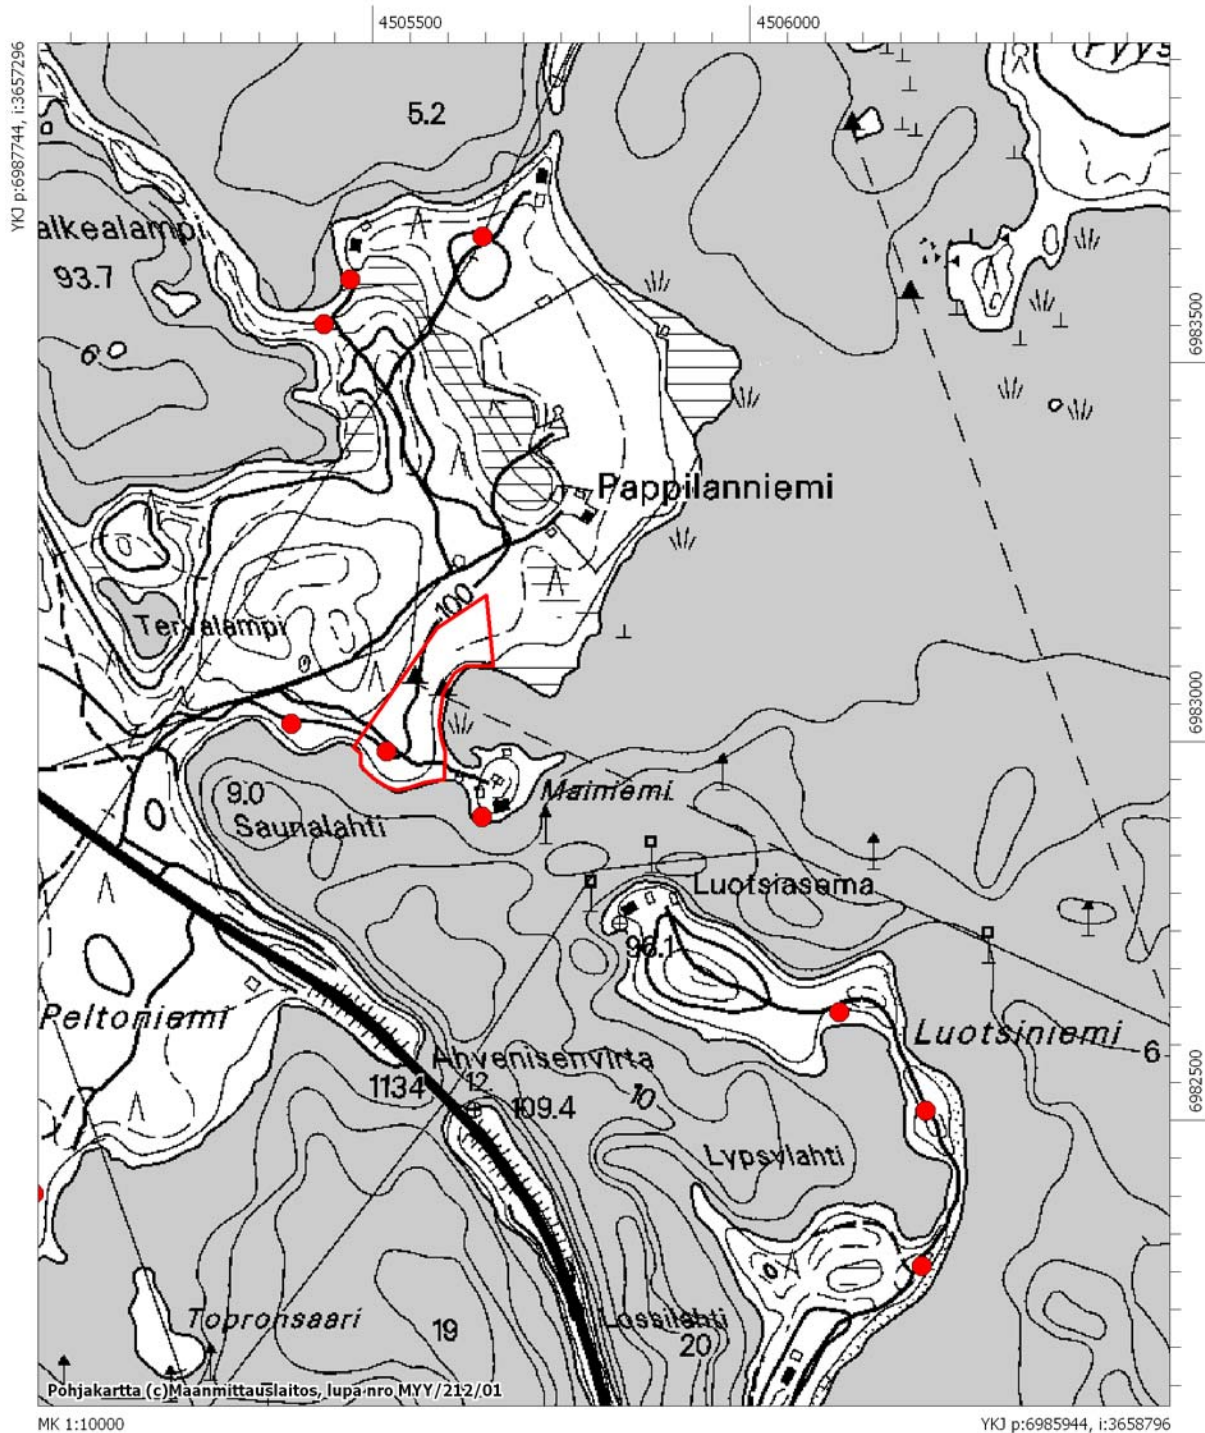 4505500
4506000
YKJ p:6987744, i:3657296
5.2
alkealampi
93.7
6
6983500
Pappilanniemi
100
Tervalampi
6983000
9.0
Saunalahti
Mainiemi
Luotsiasema
96.1
Peltoniemi
Luotsiniemi
6
Ahvenisenvirta
1134
12.
109.4
10
6982500
Lypsylahti
Topronsaari
19
Lossilahti
20
Pohjakartta (c)Maanmittauslaitos, lupa nro MYY/212/01
MK 1:10000
YKJ p:6985944, i:3658796